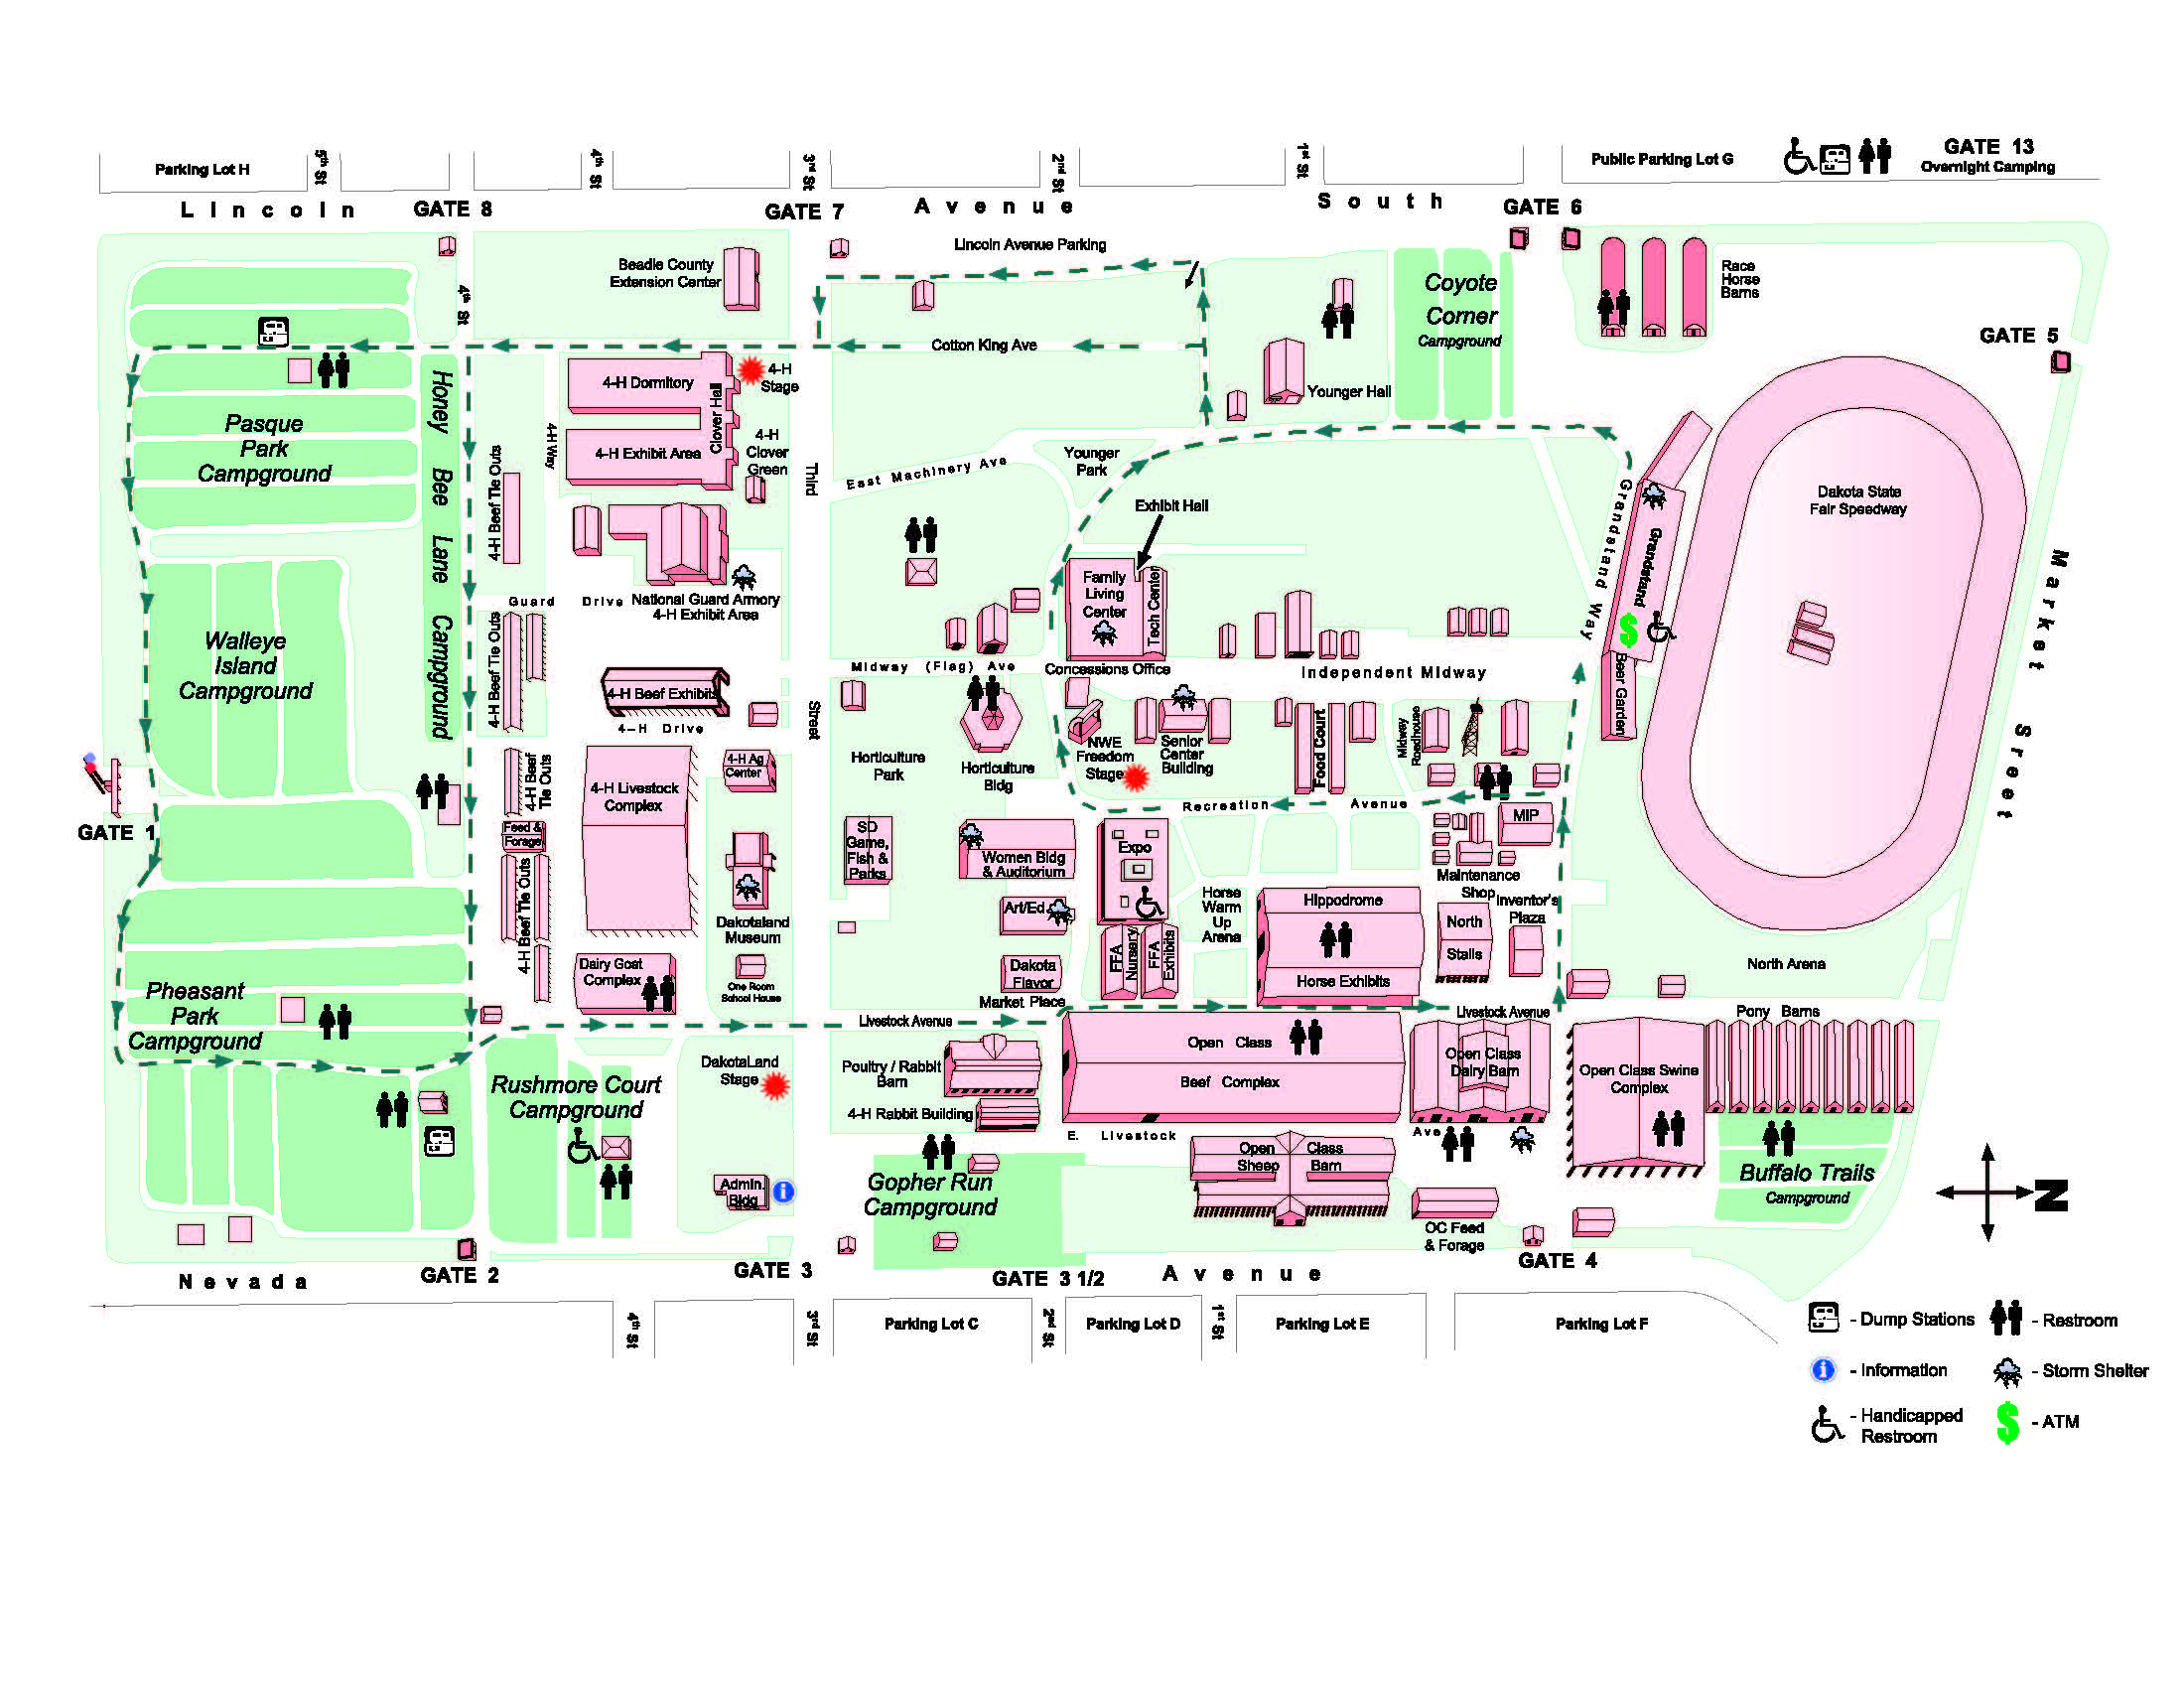 Parking Lot H
5th St
4th St
3rd St
2nd St
1st St
Public Parking Lot G
GATE 13
Overnight Camping
Lincoln
GATE 8
GATE 7
Avenue
South
GATE 6
Lincoln Avenue Parking
Beadle County
Extension Center
4th St
Coyote
Corner
Campground
Race
Horse
Barns
GATE 5
Cotton King Ave
4-H
Stage
4-H Dormitory
Clover Hall
Younger Hall
Honey Bee Lane Campground
Pasque
Park
Campground
4-H Way
4-H Exhibit Area
4-H
Clover
Green
4-H Beef Tie Outs
Third Street
East Machinery Ave
Younger
Park
Exhibit Hall
Grandstand Way
Grandstand
Dakota State
Fair Speedway
Market Sreet
Family
Living
Center
Tech Center
Guard Drive
National Guard Armory
4-H Exhibit Area
4-H Beef Tie Outs
Walleye
Island
Campground
Midway (Flag) Ave
Concessions Office
Independent Midway
Beer Garden
4-H Beef Exhibits
4-H Drive
NWE
Freedom
Stage
Senior
Center
Building
Food Court
Midway
Roadhouse
Horticulture
Park
Horticulture
Bldg
4-H Ag
Center
4-H Livestock
Complex
4-H Beef
Tie Outs
Recreation Avenue
GATE 1
Feed &
Forage
SD
Game,
Fish &
Parks
Women Bldg
& Auditorium
Expo
MIP
Maintenance
Shop
4-H Beef Tie Outs
Horse
Warm
Up
Arena
Hippodrome
Horse Exhibits
North
Stalls
Inventor's
Plaza
Art/Ed
Dakotaland
Museum
FFA
Nursery
FFA
Exhibits
Dairy Goat
Complex
One Room
School House
Dakota
Flavor
Market Place
North Arena
Pheasant
Park
Campground
Livestock Avenue
Livestock Avenue
Pony Barns
Open Class
Beef Complex
Open Class
Dairy Barn
Open Class Swine
Complex
DakotaLand
Stage
Poultry / Rabbit
Barn
4-H Rabbit Building
Rushmore Court
Campground
E. Livestock Ave
Open Class
Sheep Barn
Buffalo Trails
Campground
Gopher Run
Campground
Admin.
Bldg
N
OC Feed
& Forage
GATE 4
Nevada
GATE 2
GATE 3
GATE 3 1/2
Avenue
4th St
3rd St
Parking Lot C
2nd St
Parking Lot D
1st St
Parking Lot E
Parking Lot F
- Dump Stations
- Restroom
- Information
- Storm Shelter
- Handicapped
Restroom
- ATM